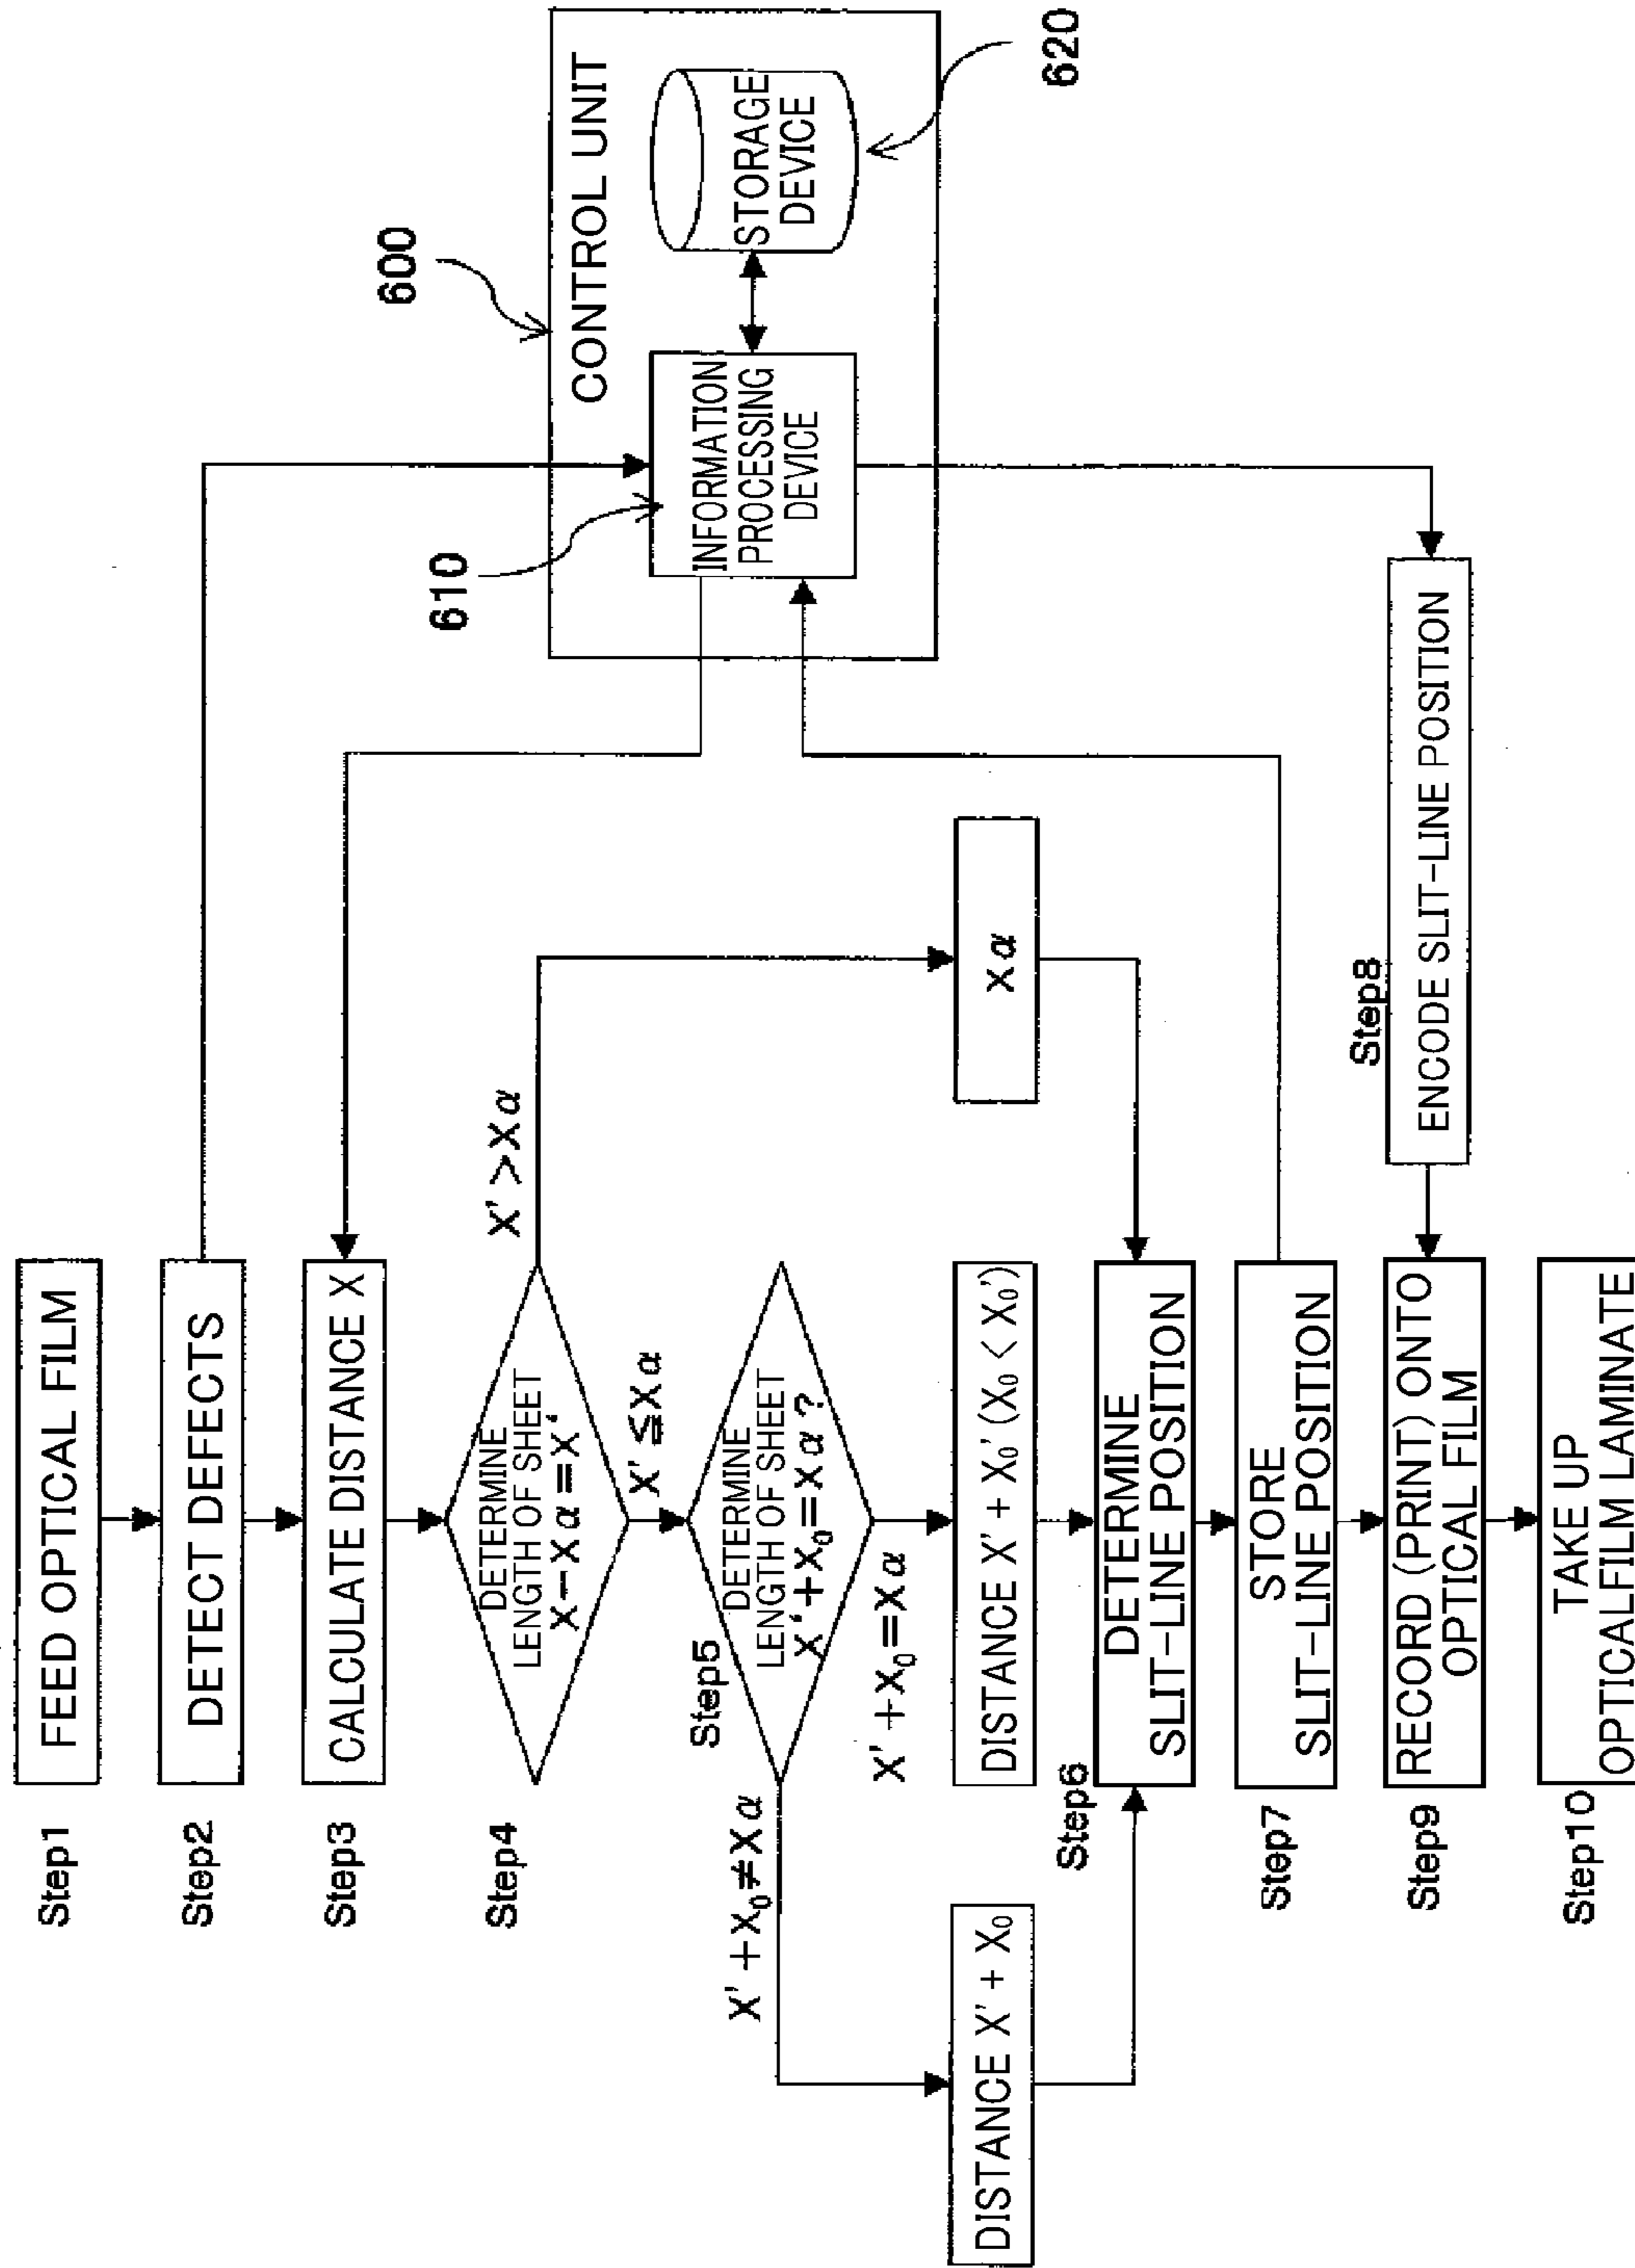 Step1
FEED OPTICAL FILM
Step2
DETECT DEFECTS
Step3
CALCULATE DISTANCE X
Step4
DETERMINE
LENGTH OF SHEET
X−Xα=X'
X'>Xα
X'≦Xα
Step5
DETERMINE
LENGTH OF SHEET
X'+X₀=Xα?
X'+X₀≠Xα
X'+X₀=Xα
DISTANCE X' + X₀
DISTANCE X' + X₀' (X₀ < X₀')
xα
Step6
DETERMINE
SLIT-LINE POSITION
Step7
STORE
SLIT-LINE POSITION
Step8
ENCODE SLIT-LINE POSITION
Step9
RECORD (PRINT) ONTO
OPTICAL FILM
Step10
TAKE UP
OPTICALFILM LAMINATE
600
CONTROL UNIT
610
INFORMATION
PROCESSING
DEVICE
STORAGE
DEVICE
620